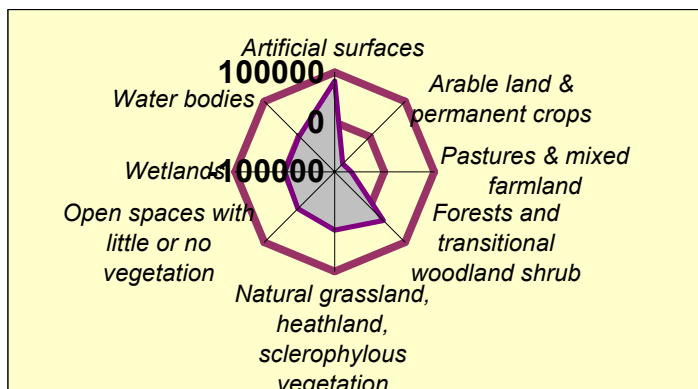 Artificial surfaces
100000
Arable land &
permanent crops
Water bodies
0
Pastures & mixed
farmland
Wetlands
-100000
Open spaces with
little or no
vegetation
Forests and
transitional
woodland shrub
Natural grassland,
heathland,
sclerophylous
vegetation